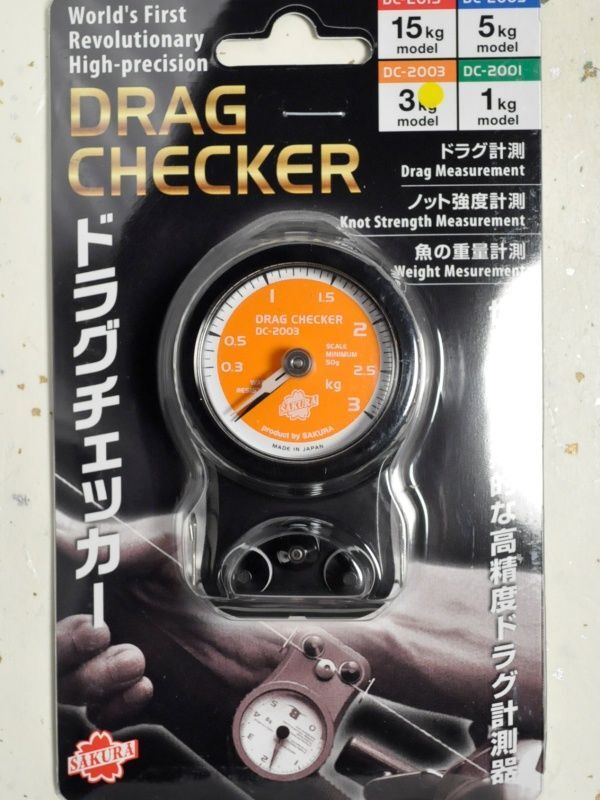 World's First
Revolutionary
High-precision
DRAG
CHECKER
DC-2003
DC-2001
15kg
model
5kg
model
3kg
model
1kg
model
ドラグ計測
Drag Measurement
ノット強度計測
Knot Strength Measurement
魚の重量計測
Weight Mesurement
ドラグチェッカー
な高精度ドラグ計測器
0.3
0.5
1
1.5
2
2.5
3
kg
DRAG CHECKER
DC-2003
SCALE
MINIMUM
50g
SAKURA
product by SAKURA
MADE IN JAPAN
SAKURA